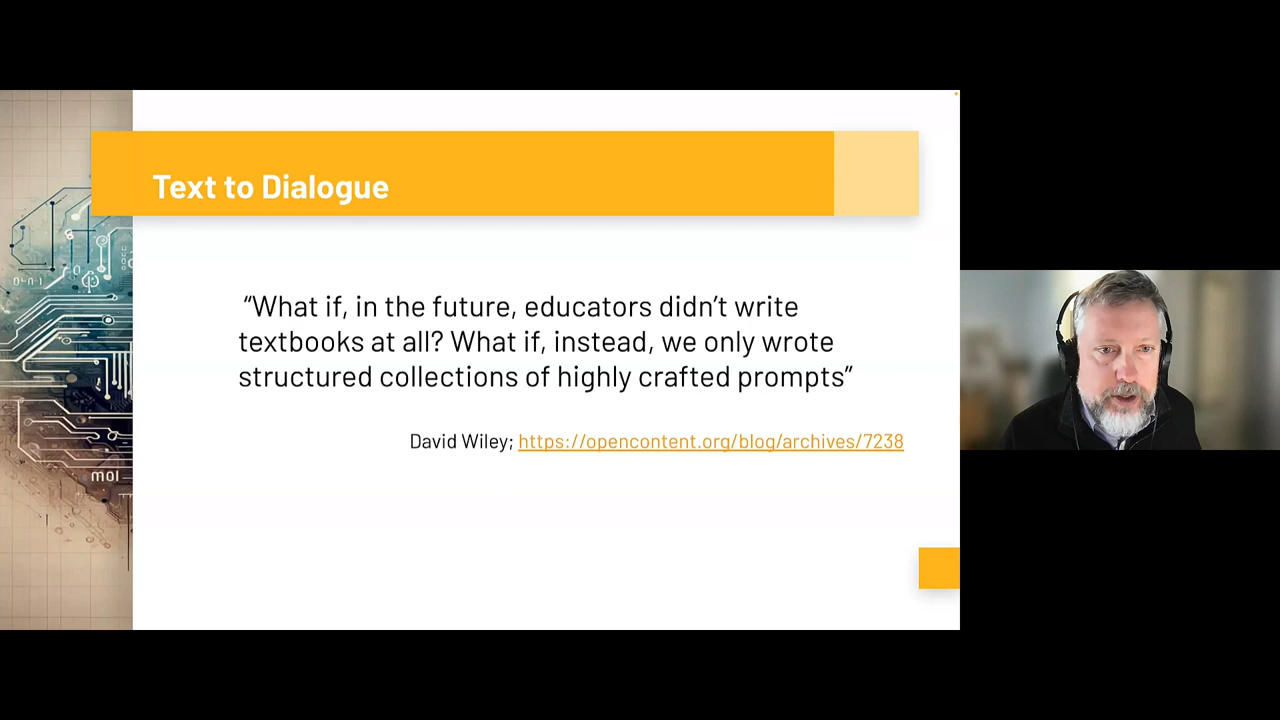 Text to Dialogue
“What if, in the future, educators didn’t write
textbooks at all? What if, instead, we only wrote
structured collections of highly crafted prompts”
David Wiley; https://opencontent.org/blog/archives/7238
mol